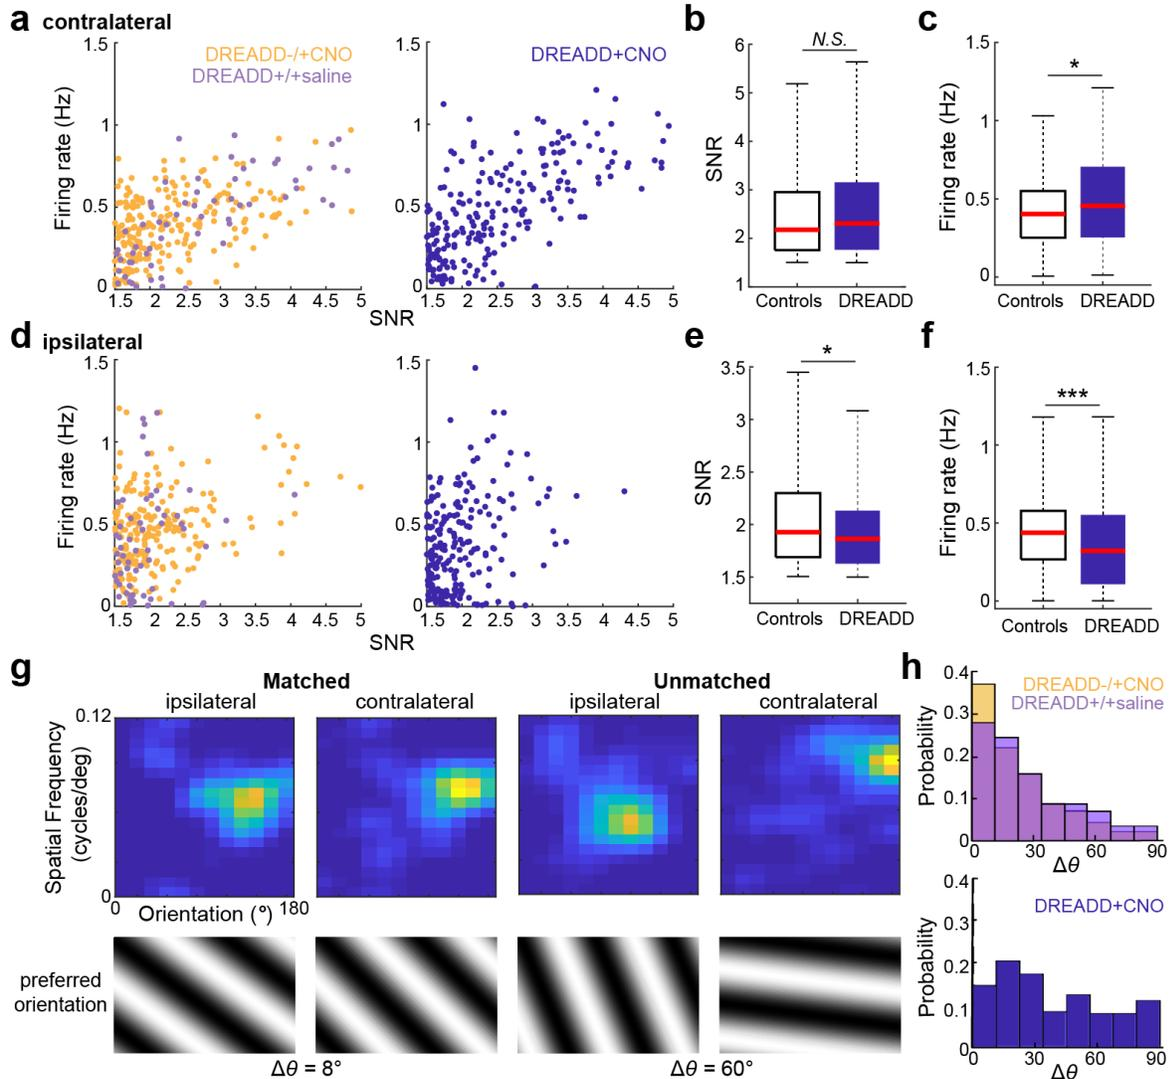 a contralateral
DREADD-/+CNO
DREADD+/+saline
Firing rate (Hz)
1.5
1
0.5
0
1.5 2 2.5 3 3.5 4 4.5 5
DREADD+CNO
1.5
1
0.5
0
1.5 2 2.5 3 3.5 4 4.5 5
SNR
b
N.S.
SNR
6
5
4
3
2
1
Controls DREADD
c
*
Firing rate (Hz)
1.5
1
0.5
0
Controls DREADD
d ipsilateral
Firing rate (Hz)
1.5
1
0.5
0
1.5 2 2.5 3 3.5 4 4.5 5
1.5
1
0.5
0
1.5 2 2.5 3 3.5 4 4.5 5
SNR
e
*
SNR
3.5
3
2.5
2
1.5
Controls DREADD
f
***
Firing rate (Hz)
1.5
1
0.5
0
Controls DREADD
g
Matched Unmatched
ipsilateral contralateral ipsilateral contralateral
0.12
Spatial Frequency
(cycles/deg)
0
0 Orientation (°) 180
preferred
orientation
Δθ = 8° Δθ = 60°
h
DREADD-/+CNO
DREADD+/+saline
Probability
0.4
0.3
0.2
0.1
0
0 30 60 90
Δθ
DREADD+CNO
Probability
0.4
0.3
0.2
0.1
0
0 30 60 90
Δθ